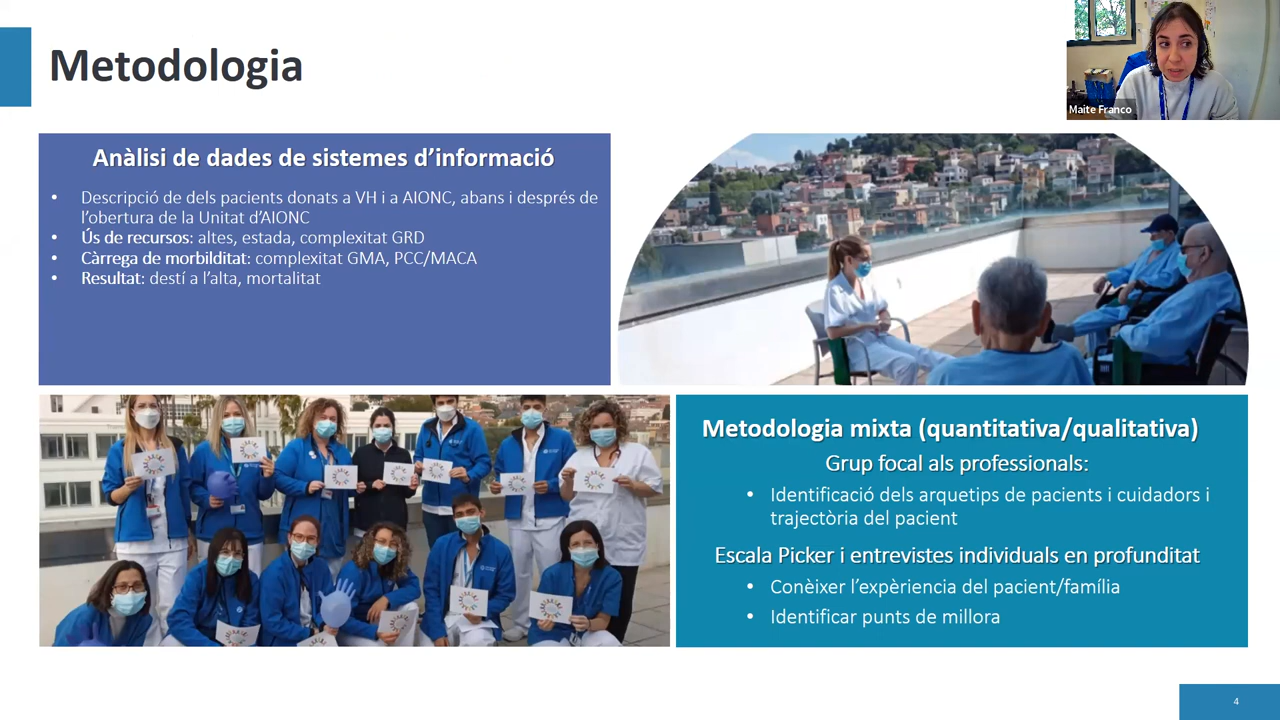 Metodologia
Maite Franco
Anàlisi de dades de sistemes d’informació
• Descripció de dels pacients donats a VH i a AIONC, abans i després de
l’obertura de la Unitat d’AIONC
• Ús de recursos: altes, estada, complexitat GRD
• Càrrega de morbilditat: complexitat GMA, PCC/MACA
• Resultat: destí a l’alta, mortalitat
Metodologia mixta (quantitativa/qualitativa)
Grup focal als professionals:
• Identificació dels arquetips de pacients i cuidadors i
trajectòria del pacient
Escala Picker i entrevistes individuals en profunditat
• Conèixer l’expèriencia del pacient/família
• Identificar punts de millora
4